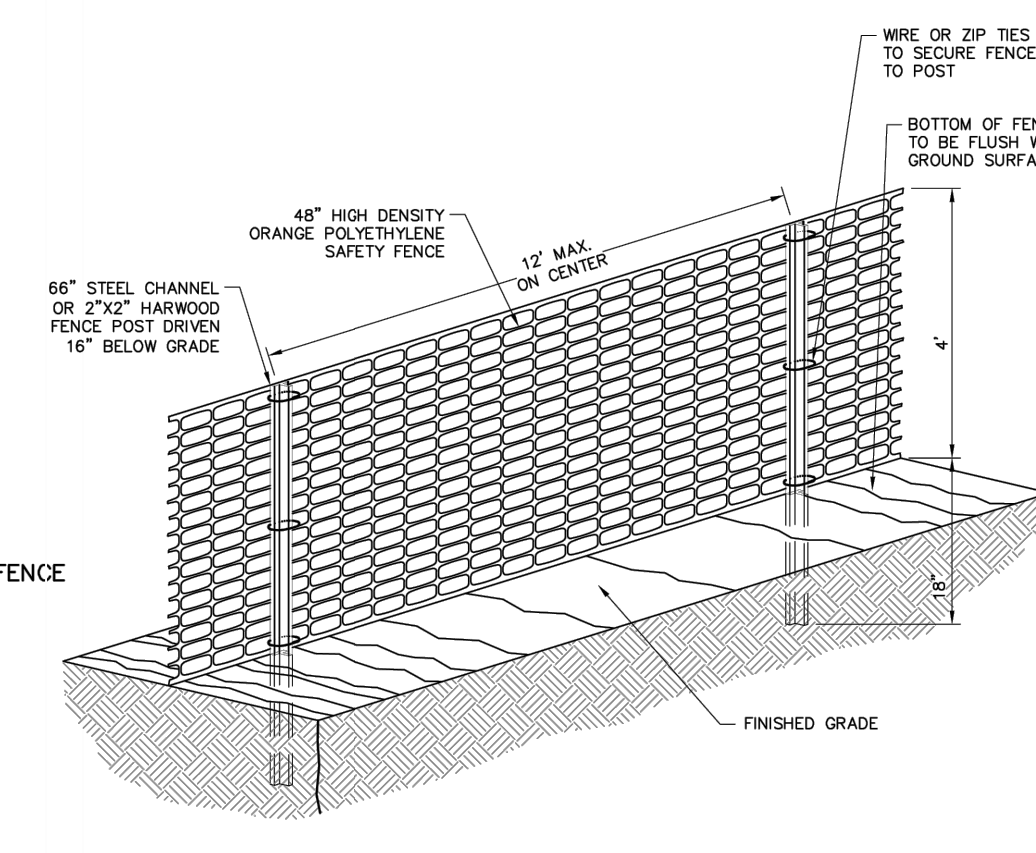 WIRE OR ZIP TIES
TO SECURE FENCE
TO POST
BOTTOM OF
TO BE FLUSH
GROUND
48" HIGH DENSITY
ORANGE POLYETHYLENE
SAFETY FENCE
12' MAX.
ON CENTER
66" STEEL CHANNEL
OR 2"X2" HARWOOD
FENCE POST DRIVEN
16" BELOW GRADE
4'
FENCE
18"
FINISHED GRADE